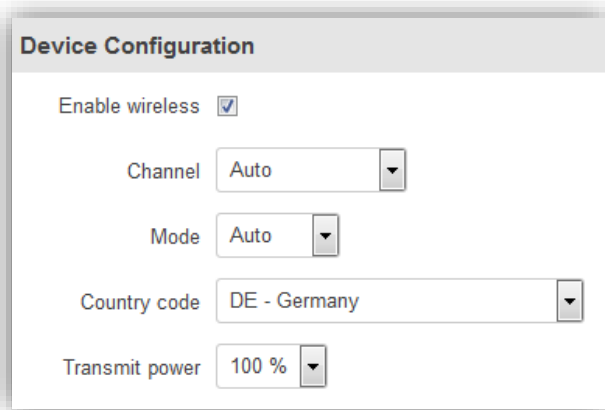 Device Configuration
Enable wireless
Channel Auto
Mode Auto
Country code DE - Germany
Transmit power 100 %